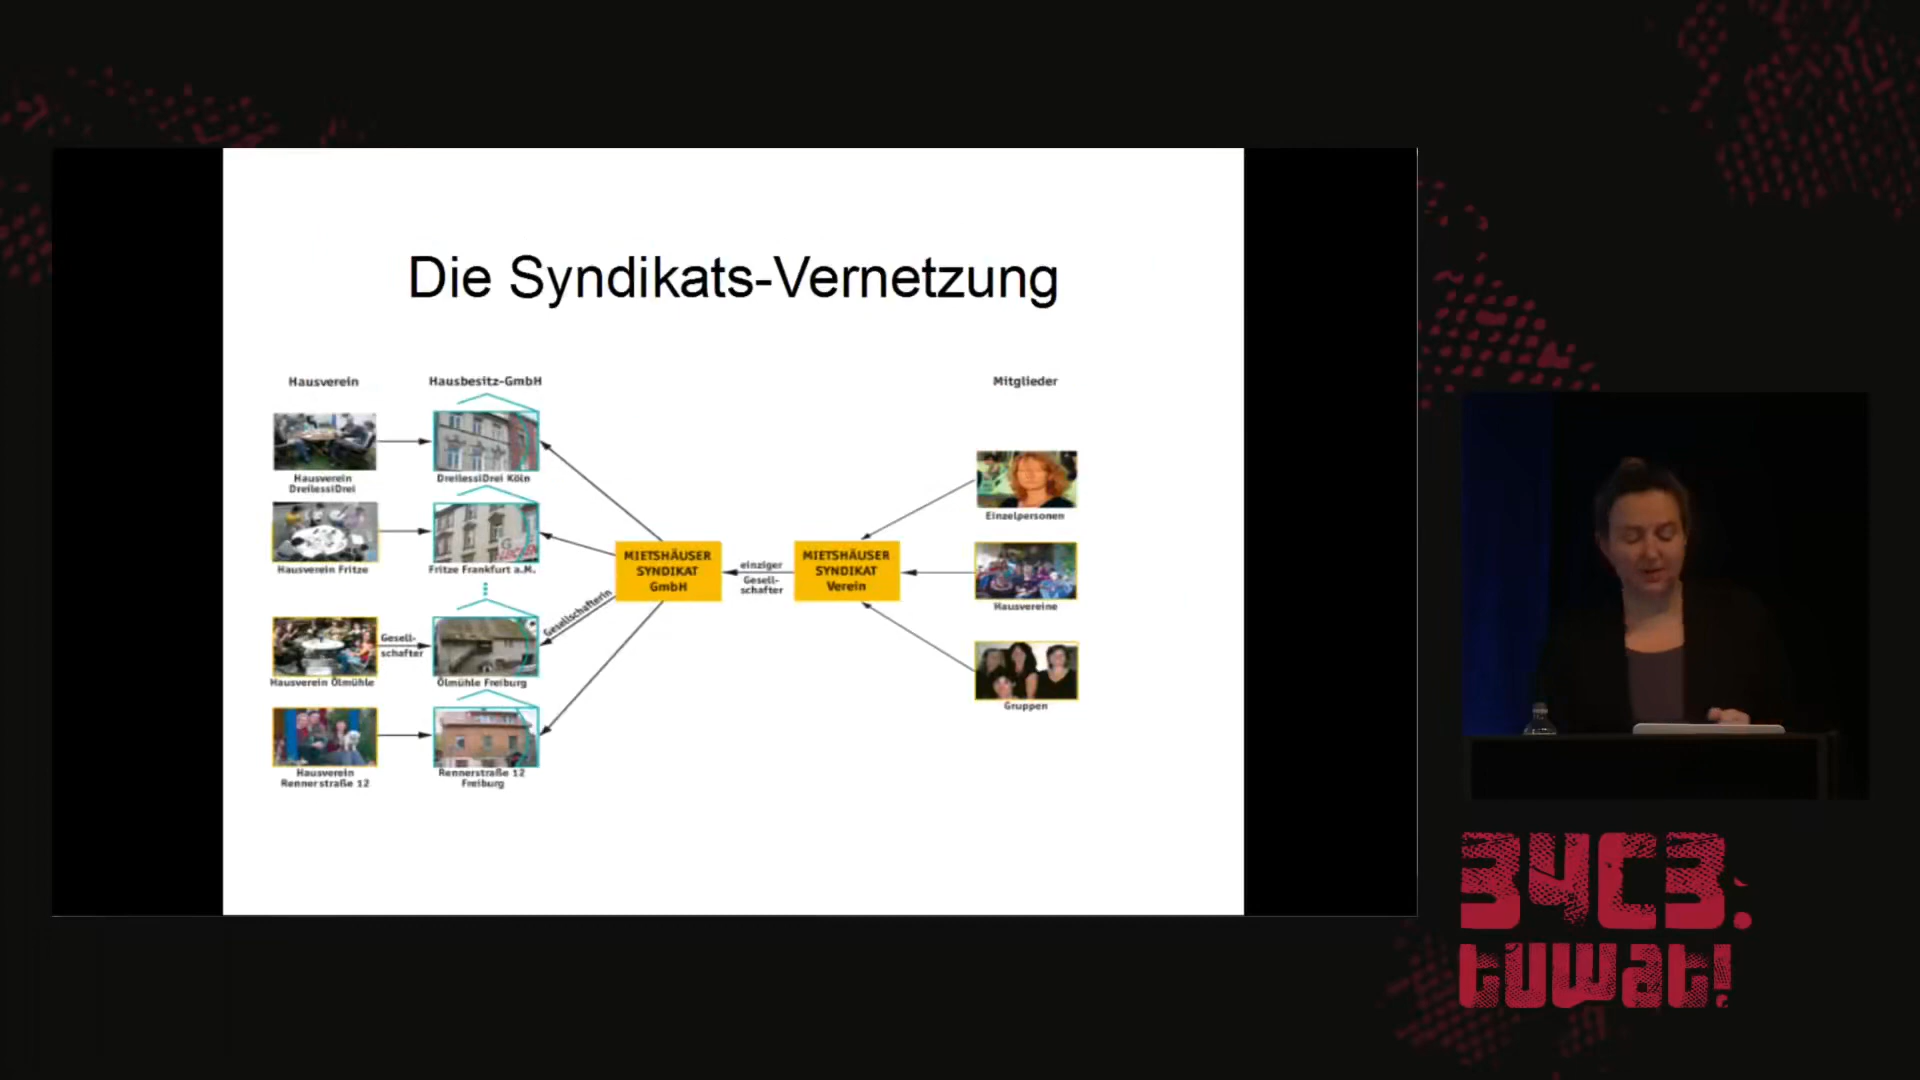 Die Syndikats-Vernetzung
Hausverein
Hausbesitz-GmbH
Mitglieder
Hausverein
DreilessiDrei
DreilessiDrei Köln
Einzelpersonen
Hausverein Fritze
Fritze Frankfurt a.M.
MIETSHÄUSER
SYNDIKAT
GmbH
einziger
Gesell-
schafter
MIETSHÄUSER
SYNDIKAT
Verein
Hausvereine
Gesellschafterin
Gesell-
schafter
Hausverein Ölmühle
Ölmühle Freiburg
Gruppen
Hausverein
Rennerstraße 12
Rennerstraße 12
Freiburg
34C3.
tuwat!